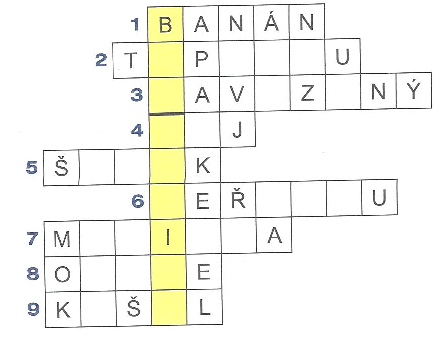 1 B A N Á N
2 T P U
3 A V Z N Ý
4 J
5 Š K
6 E Ř U
7 M I A
8 O E
9 K Š L